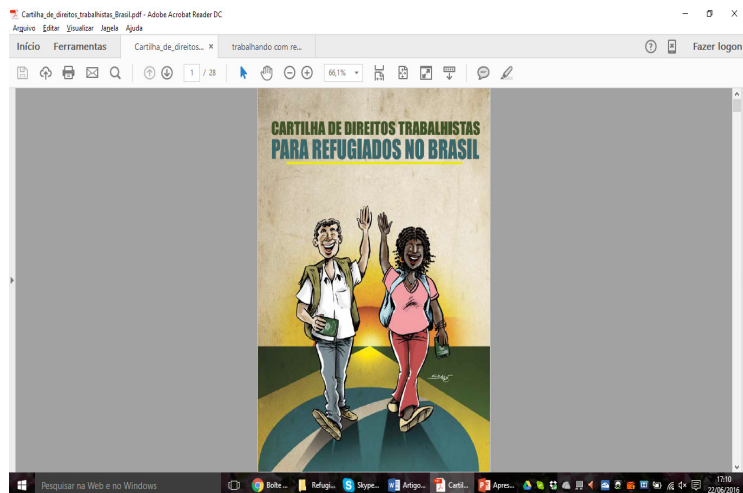 Cartilha_de_direitos_trabalhistas_Brasil.pdf - Adobe Acrobat Reader DC
Arquivo Editar Visualizar Janela Ajuda
Início Ferramentas Cartilha_de_direitos... × trabalhando com re... Fazer logon
1 / 28 66,1%
CARTILHA DE DIREITOS TRABALHISTAS
PARA REFUGIADOS NO BRASIL
Pesquisar na Web e no Windows Boite ... Refugi... Skype... Artigo... Cartil... Apres... 17:10
22/06/2016